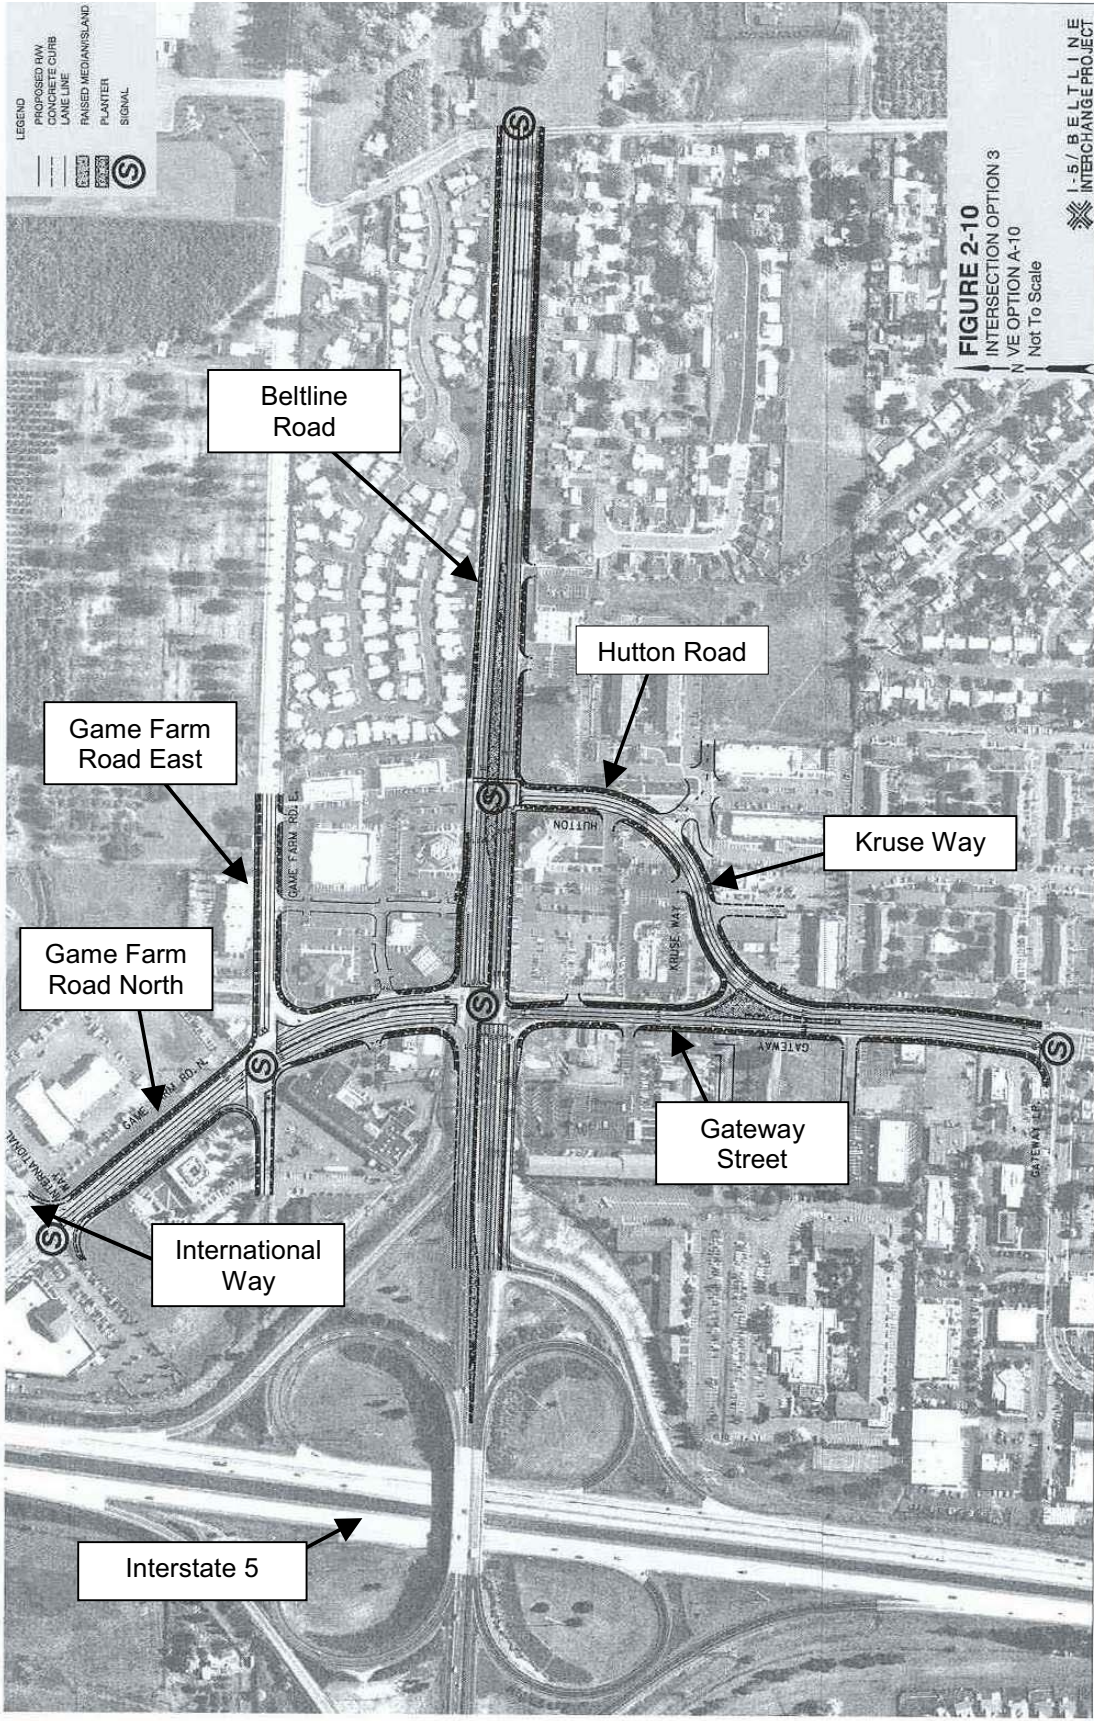 LEGEND
PROPOSED R/W
CONCRETE CURB
LANE LINE
RAISED MEDIAN/ISLAND
PLANTER
SIGNAL
S
S
Beltline
Road
Hutton Road
Game Farm
Road East
GAME FARM RD. E.
S
HUTTON
Kruse Way
Game Farm
Road North
KRUSE WAY
S
S
GAME FARM RD. N.
GATEWAY
S
Gateway
Street
GATEWAY LP.
INTERNATIONAL
WAY
S
International
Way
Interstate 5
FIGURE 2-10
INTERSECTION OPTION 3
VE OPTION A-10
Not To Scale
N
I-5/BELTLINE
INTERCHANGE PROJECT